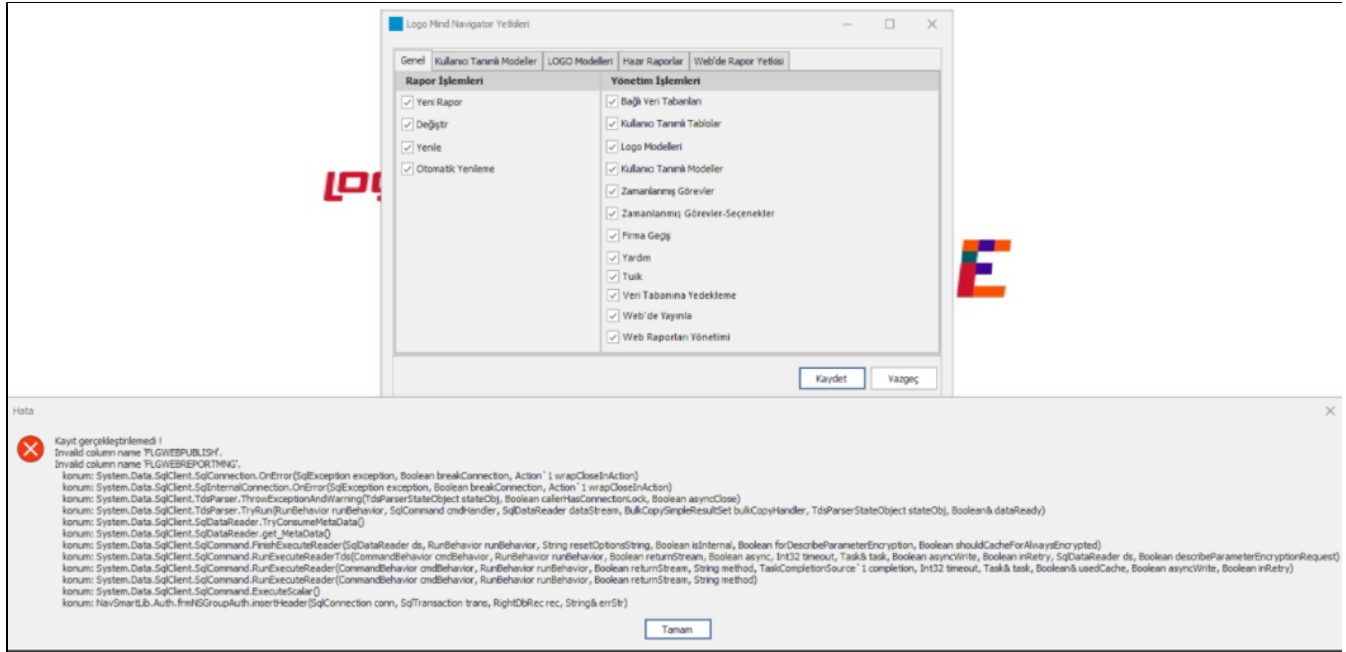 Logo Mind Navigator Yetkileri
Genel Kullanıcı Tanımlı Modeller LOGO Modelleri Hazır Raporlar Web'de Rapor Yetkisi
Rapor İşlemleri
Yeni Rapor
Değiştir
Yenile
Otomatik Yenileme
Yönetim İşlemleri
Bağlı Veri Tabanları
Kullanıcı Tanımlı Tablolar
Logo Modelleri
Kullanıcı Tanımlı Modeller
Zamanlanmış Görevler
Zamanlanmış Görevler-Seçenekler
Firma Geçiş
Yardım
Tuik
Veri Tabanına Yedekleme
Web'de Yayınla
Web Raporları Yönetimi
Kaydet Vazgeç
E
Hata
Kayıt gerçekleştirilemedi !
Invalid column name 'FLGWEBPUBLISH'.
Invalid column name 'FLGWEBREPORTMNG'.
konum: System.Data.SqlClient.SqlConnection.OnError(SqlException exception, Boolean breakConnection, Action`1 wrapCloseInAction)
konum: System.Data.SqlClient.SqlInternalConnection.OnError(SqlException exception, Boolean breakConnection, Action`1 wrapCloseInAction)
konum: System.Data.SqlClient.TdsParser.ThrowExceptionAndWarning(TdsParserStateObject stateObj, Boolean callerHasConnectionLock, Boolean asyncClose)
konum: System.Data.SqlClient.TdsParser.TryRun(RunBehavior runBehavior, SqlCommand cmdHandler, SqlDataReader dataStream, BulkCopySimpleResultSet bulkCopyHandler, TdsParserStateObject stateObj, Boolean& dataReady)
konum: System.Data.SqlClient.SqlDataReader.TryConsumeMetaData()
konum: System.Data.SqlClient.SqlDataReader.get_MetaData()
konum: System.Data.SqlClient.SqlCommand.FinishExecuteReader(SqlDataReader ds, RunBehavior runBehavior, String resetOptionsString, Boolean isInternal, Boolean forDescribeParameterEncryption, Boolean shouldCacheForAlwaysEncrypted)
konum: System.Data.SqlClient.SqlCommand.RunExecuteReaderTds(CommandBehavior cmdBehavior, RunBehavior runBehavior, Boolean returnStream, Boolean async, Int32 timeout, Task& task, Boolean asyncWrite, Boolean inRetry, SqlDataReader ds, Boolean describeParameterEncryptionRequest)
konum: System.Data.SqlClient.SqlCommand.RunExecuteReader(CommandBehavior cmdBehavior, RunBehavior runBehavior, Boolean returnStream, String method, TaskCompletionSource`1 completion, Int32 timeout, Task& task, Boolean& usedCache, Boolean asyncWrite, Boolean inRetry)
konum: System.Data.SqlClient.SqlCommand.RunExecuteReader(CommandBehavior cmdBehavior, RunBehavior runBehavior, Boolean returnStream, String method)
konum: System.Data.SqlClient.SqlCommand.ExecuteScalar()
konum: NavSmartLib.Auth.frmNSGroupAuth.insertHeader(SqlConnection conn, SqlTransaction trans, RightDbRec rec, String& errStr)
Tamam